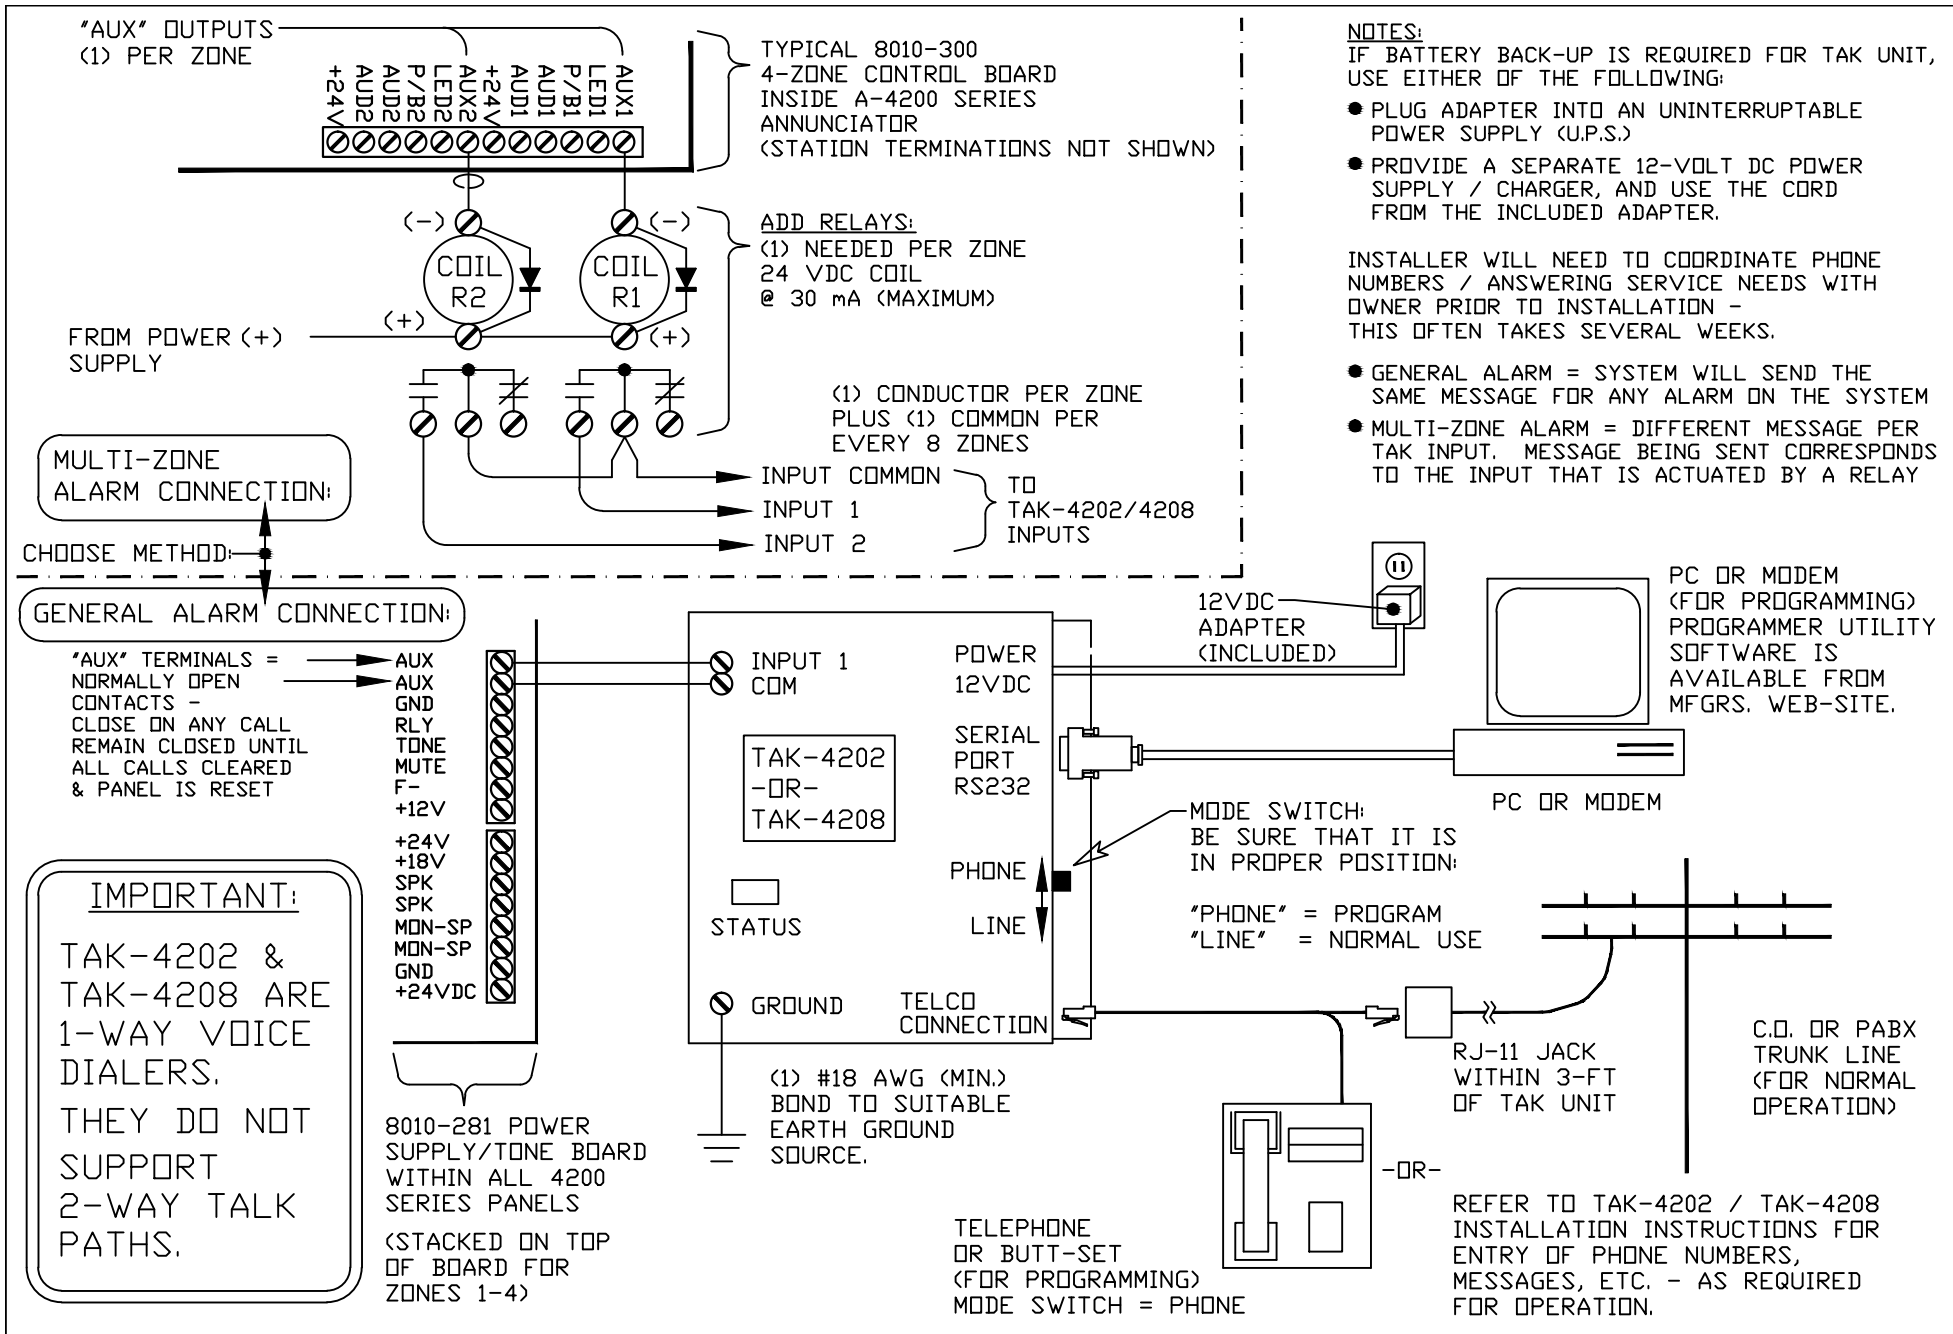 "AUX" OUTPUTS
(1) PER ZONE
+24V
AUD2
AUD2
P/B2
LED2
AUX2
+24V
AUD1
AUD1
P/B1
LED1
AUX1
TYPICAL 8010-300
4-ZONE CONTROL BOARD
INSIDE A-4200 SERIES
ANNUNCIATOR
(STATION TERMINATIONS NOT SHOWN)
(-)
(-)
COIL
R2
COIL
R1
(+)
(+)
FROM POWER (+)
SUPPLY
ADD RELAYS:
(1) NEEDED PER ZONE
24 VDC COIL
@ 30 mA (MAXIMUM)
(1) CONDUCTOR PER ZONE
PLUS (1) COMMON PER
EVERY 8 ZONES
INPUT COMMON
INPUT 1
INPUT 2
TO
TAK-4202/4208
INPUTS
MULTI-ZONE
ALARM CONNECTION:
CHOOSE METHOD:
GENERAL ALARM CONNECTION:
NOTES:
IF BATTERY BACK-UP IS REQUIRED FOR TAK UNIT,
USE EITHER OF THE FOLLOWING:
● PLUG ADAPTER INTO AN UNINTERRUPTABLE
POWER SUPPLY (U.P.S.)
● PROVIDE A SEPARATE 12-VOLT DC POWER
SUPPLY / CHARGER, AND USE THE CORD
FROM THE INCLUDED ADAPTER.
INSTALLER WILL NEED TO COORDINATE PHONE
NUMBERS / ANSWERING SERVICE NEEDS WITH
OWNER PRIOR TO INSTALLATION -
THIS OFTEN TAKES SEVERAL WEEKS.
● GENERAL ALARM = SYSTEM WILL SEND THE
SAME MESSAGE FOR ANY ALARM ON THE SYSTEM
● MULTI-ZONE ALARM = DIFFERENT MESSAGE PER
TAK INPUT. MESSAGE BEING SENT CORRESPONDS
TO THE INPUT THAT IS ACTUATED BY A RELAY
"AUX" TERMINALS =
NORMALLY OPEN
CONTACTS -
CLOSE ON ANY CALL
REMAIN CLOSED UNTIL
ALL CALLS CLEARED
& PANEL IS RESET
AUX
AUX
GND
RLY
TONE
MUTE
F-
+12V
+24V
+18V
SPK
SPK
MON-SP
MON-SP
GND
+24VDC
INPUT 1
COM
TAK-4202
-OR-
TAK-4208
STATUS
GROUND
POWER
12VDC
SERIAL
PORT
RS232
PHONE
LINE
TELCO
CONNECTION
12VDC
ADAPTER
(INCLUDED)
PC OR MODEM
(FOR PROGRAMMING)
PROGRAMMER UTILITY
SOFTWARE IS
AVAILABLE FROM
MFGRS. WEB-SITE.
PC OR MODEM
MODE SWITCH:
BE SURE THAT IT IS
IN PROPER POSITION:
"PHONE" = PROGRAM
"LINE" = NORMAL USE
IMPORTANT:
TAK-4202 &
TAK-4208 ARE
1-WAY VOICE
DIALERS.
THEY DO NOT
SUPPORT
2-WAY TALK
PATHS.
8010-281 POWER
SUPPLY/TONE BOARD
WITHIN ALL 4200
SERIES PANELS
(STACKED ON TOP
OF BOARD FOR
ZONES 1-4)
(1) #18 AWG (MIN.)
BOND TO SUITABLE
EARTH GROUND
SOURCE.
TELEPHONE
OR BUTT-SET
(FOR PROGRAMMING)
MODE SWITCH = PHONE
-OR-
RJ-11 JACK
WITHIN 3-FT
OF TAK UNIT
C.O. OR PABX
TRUNK LINE
(FOR NORMAL
OPERATION)
REFER TO TAK-4202 / TAK-4208
INSTALLATION INSTRUCTIONS FOR
ENTRY OF PHONE NUMBERS,
MESSAGES, ETC. - AS REQUIRED
FOR OPERATION.